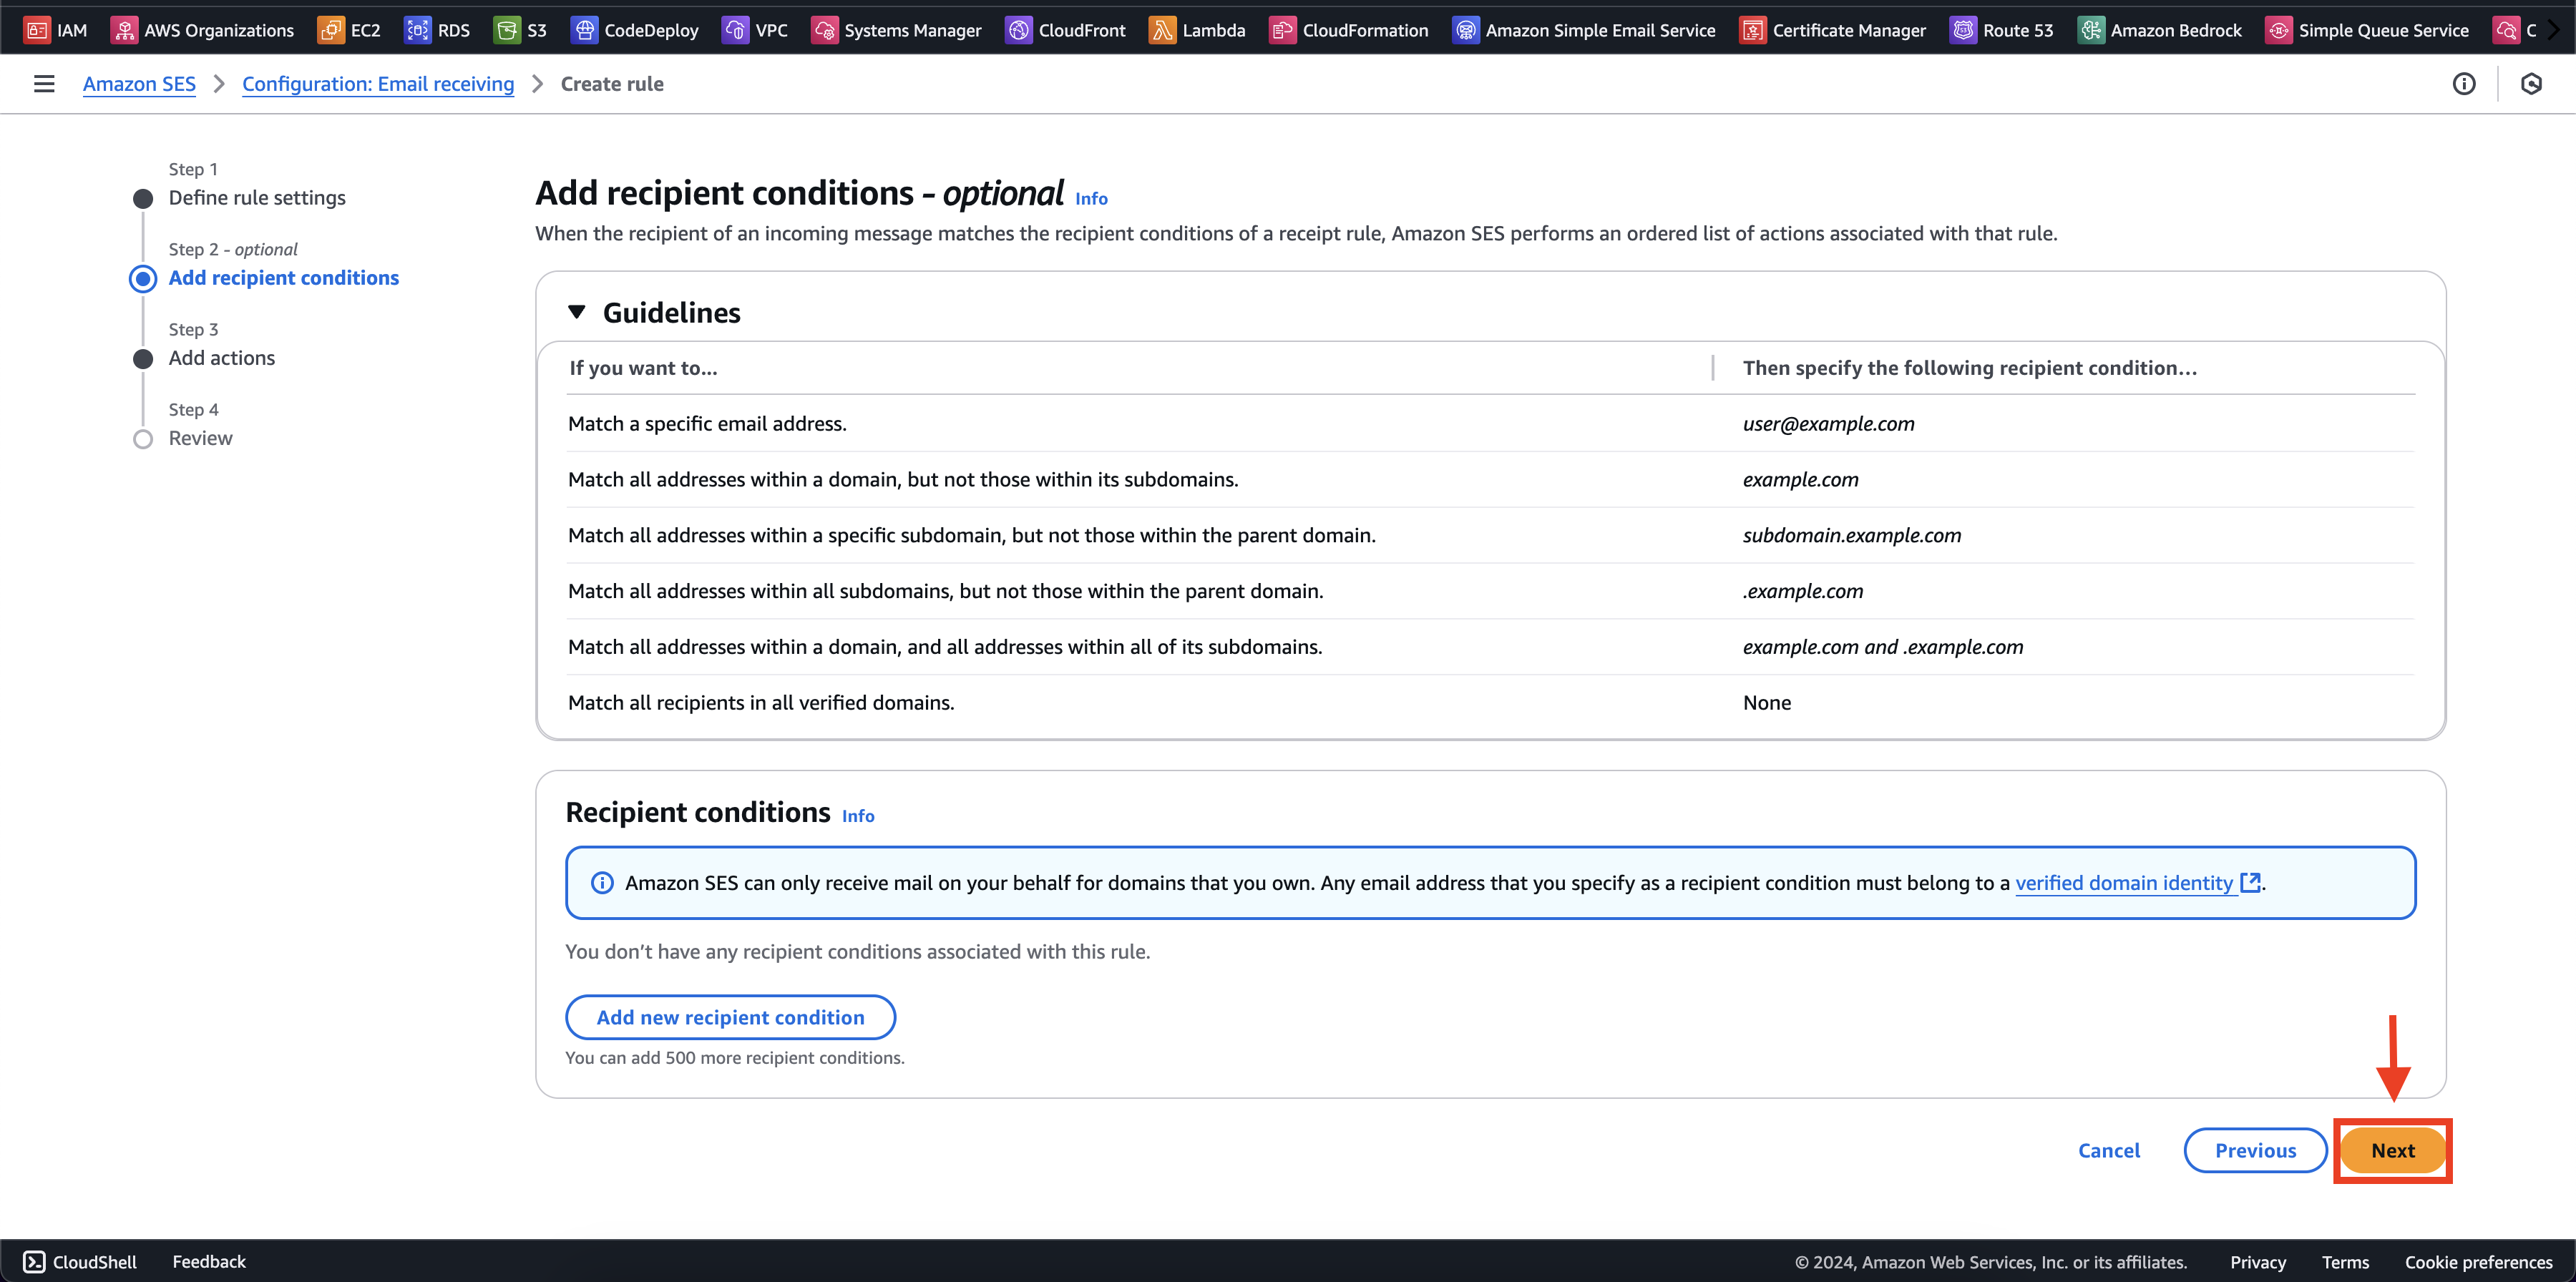 IAM AWS Organizations EC2 RDS S3 CodeDeploy VPC Systems Manager CloudFront Lambda CloudFormation Amazon Simple Email Service Certificate Manager Route 53 Amazon Bedrock Simple Queue Service C
Amazon SES Configuration: Email receiving Create rule
Step 1
Define rule settings
Step 2 - optional
Add recipient conditions
Step 3
Add actions
Step 4
Review
Add recipient conditions - optional Info
When the recipient of an incoming message matches the recipient conditions of a receipt rule, Amazon SES performs an ordered list of actions associated with that rule.
Guidelines
If you want to... Then specify the following recipient condition...
Match a specific email address. user@example.com
Match all addresses within a domain, but not those within its subdomains. example.com
Match all addresses within a specific subdomain, but not those within the parent domain. subdomain.example.com
Match all addresses within all subdomains, but not those within the parent domain. .example.com
Match all addresses within a domain, and all addresses within all of its subdomains. example.com and .example.com
Match all recipients in all verified domains. None
Recipient conditions Info
Amazon SES can only receive mail on your behalf for domains that you own. Any email address that you specify as a recipient condition must belong to a verified domain identity.
You don't have any recipient conditions associated with this rule.
Add new recipient condition
You can add 500 more recipient conditions.
Cancel Previous Next
CloudShell Feedback © 2024, Amazon Web Services, Inc. or its affiliates. Privacy Terms Cookie preferences